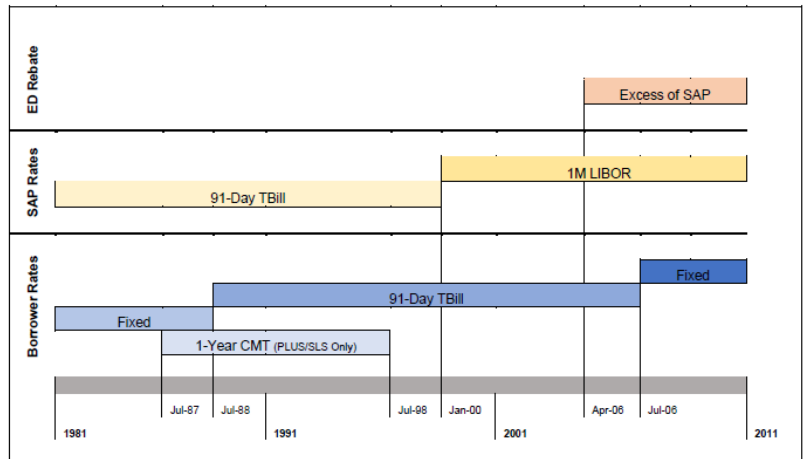 ED Rebate
Excess of SAP
SAP Rates
1M LIBOR
91-Day TBill
Borrower Rates
Fixed
91-Day TBill
Fixed
1-Year CMT (PLUS/SLS Only)
Jul-87
Jul-88
Jul-98
Jan-00
Apr-06
Jul-06
1981
1991
2001
2011